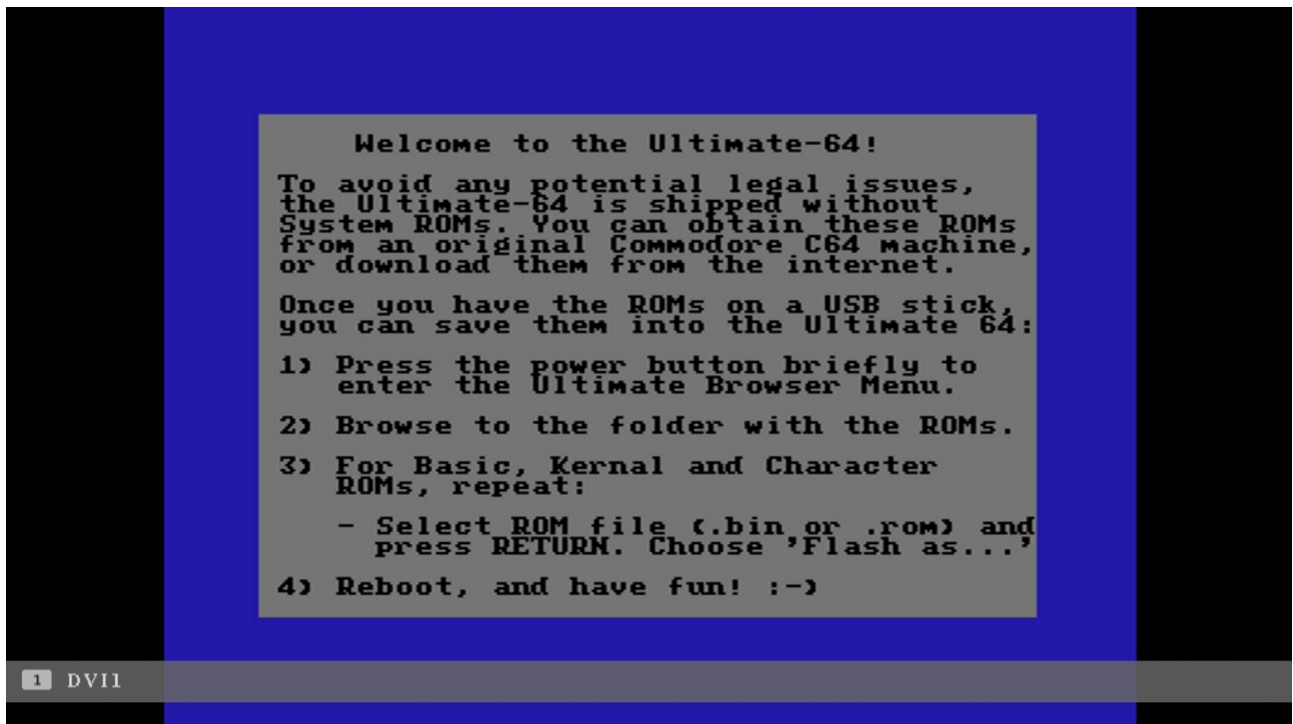 Welcome to the Ultimate-64!
To avoid any potential legal issues,
the Ultimate-64 is shipped without
System ROMs. You can obtain these ROMs
from an original Commodore C64 machine,
or download them from the internet.
Once you have the ROMs on a USB stick,
you can save them into the Ultimate 64:
1) Press the power button briefly to
enter the Ultimate Browser Menu.
2) Browse to the folder with the ROMs.
3) For Basic, Kernal and Character
ROMs, repeat:
- Select ROM file (.bin or .rom) and
press RETURN. Choose 'Flash as...'
4) Reboot, and have fun! :-)
1 DVI1